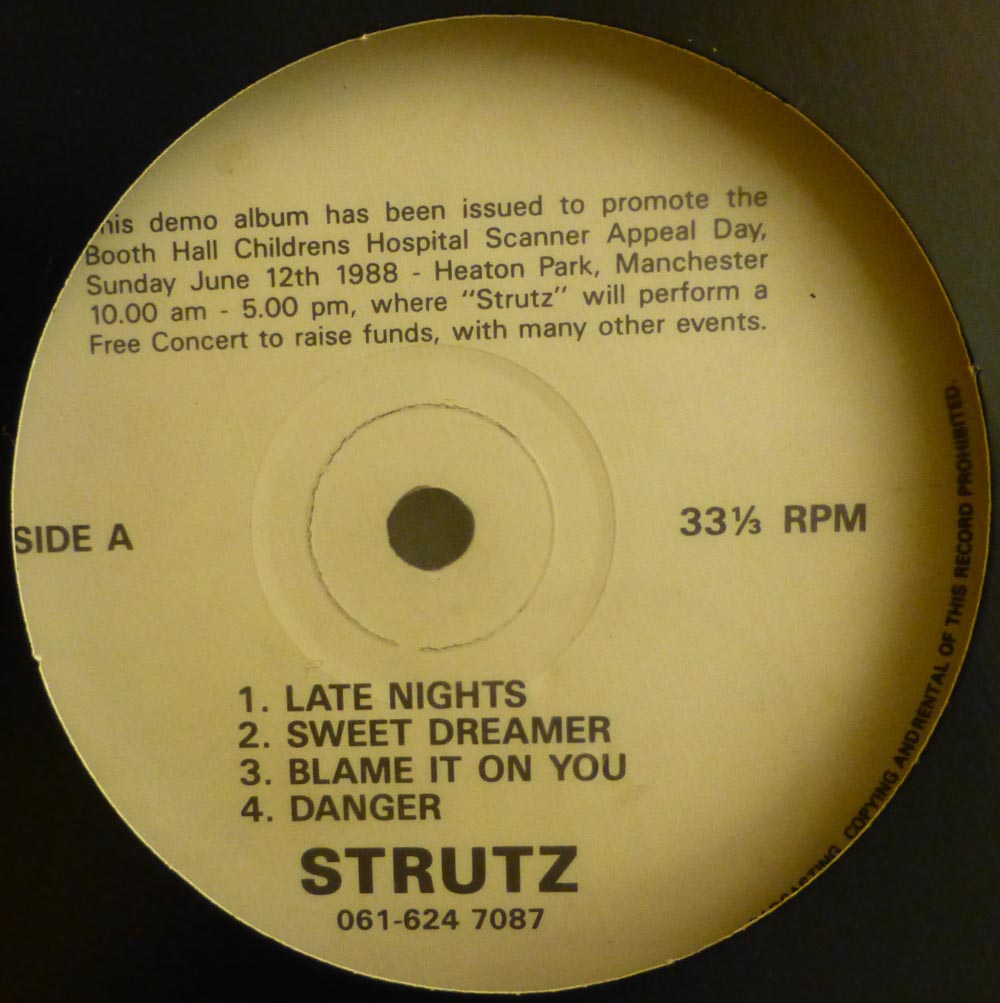 his demo album has been issued to promote the
Booth Hall Childrens Hospital Scanner Appeal Day,
Sunday June 12th 1988 - Heaton Park, Manchester
10.00 am - 5.00 pm, where "Strutz" will perform a
Free Concert to raise funds, with many other events.
SIDE A
33⅓ RPM
1. LATE NIGHTS
2. SWEET DREAMER
3. BLAME IT ON YOU
4. DANGER
STRUTZ
061-624 7087
COPYING AND RENTAL OF THIS RECORD PROHIBITED